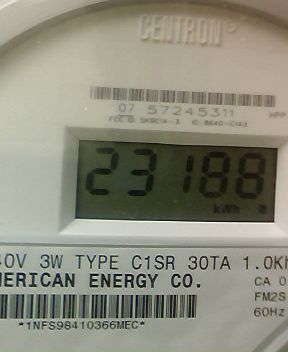 CENTRON
07 57245311
23188
kWh
40V 3W TYPE C1SR 30TA 1.0Kh
MERICAN ENERGY CO.
CA 0
FM2S
60Hz
*1NFS98410366MEC*